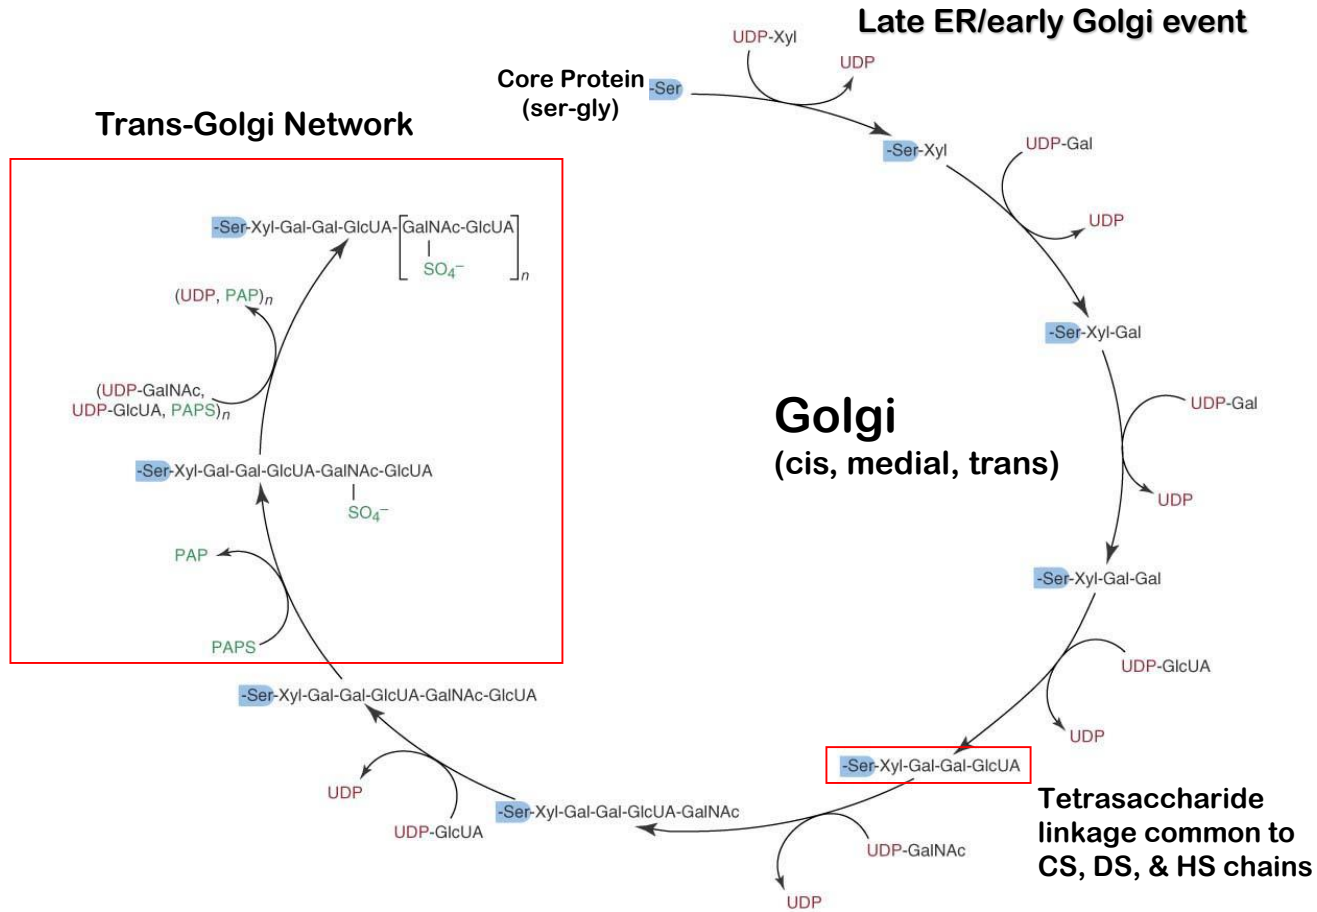 Late ER/early Golgi event
UDP-Xyl
UDP
Core Protein
(ser-gly)
-Ser
-Ser-Xyl
UDP-Gal
UDP
-Ser-Xyl-Gal
UDP-Gal
UDP
Golgi
(cis, medial, trans)
-Ser-Xyl-Gal-Gal
UDP-GlcUA
UDP
-Ser-Xyl-Gal-Gal-GlcUA
Tetrasaccharide
linkage common to
CS, DS, & HS chains
UDP-GalNAc
UDP
-Ser-Xyl-Gal-Gal-GlcUA-GalNAc
UDP-GlcUA
UDP
-Ser-Xyl-Gal-Gal-GlcUA-GalNAc-GlcUA
Trans-Golgi Network
PAPS
PAP
-Ser-Xyl-Gal-Gal-GlcUA-GalNAc-GlcUA
SO4−
(UDP-GalNAc,
UDP-GlcUA, PAPS)n
(UDP, PAP)n
-Ser-Xyl-Gal-Gal-GlcUA-[GalNAc-GlcUA]n
SO4−